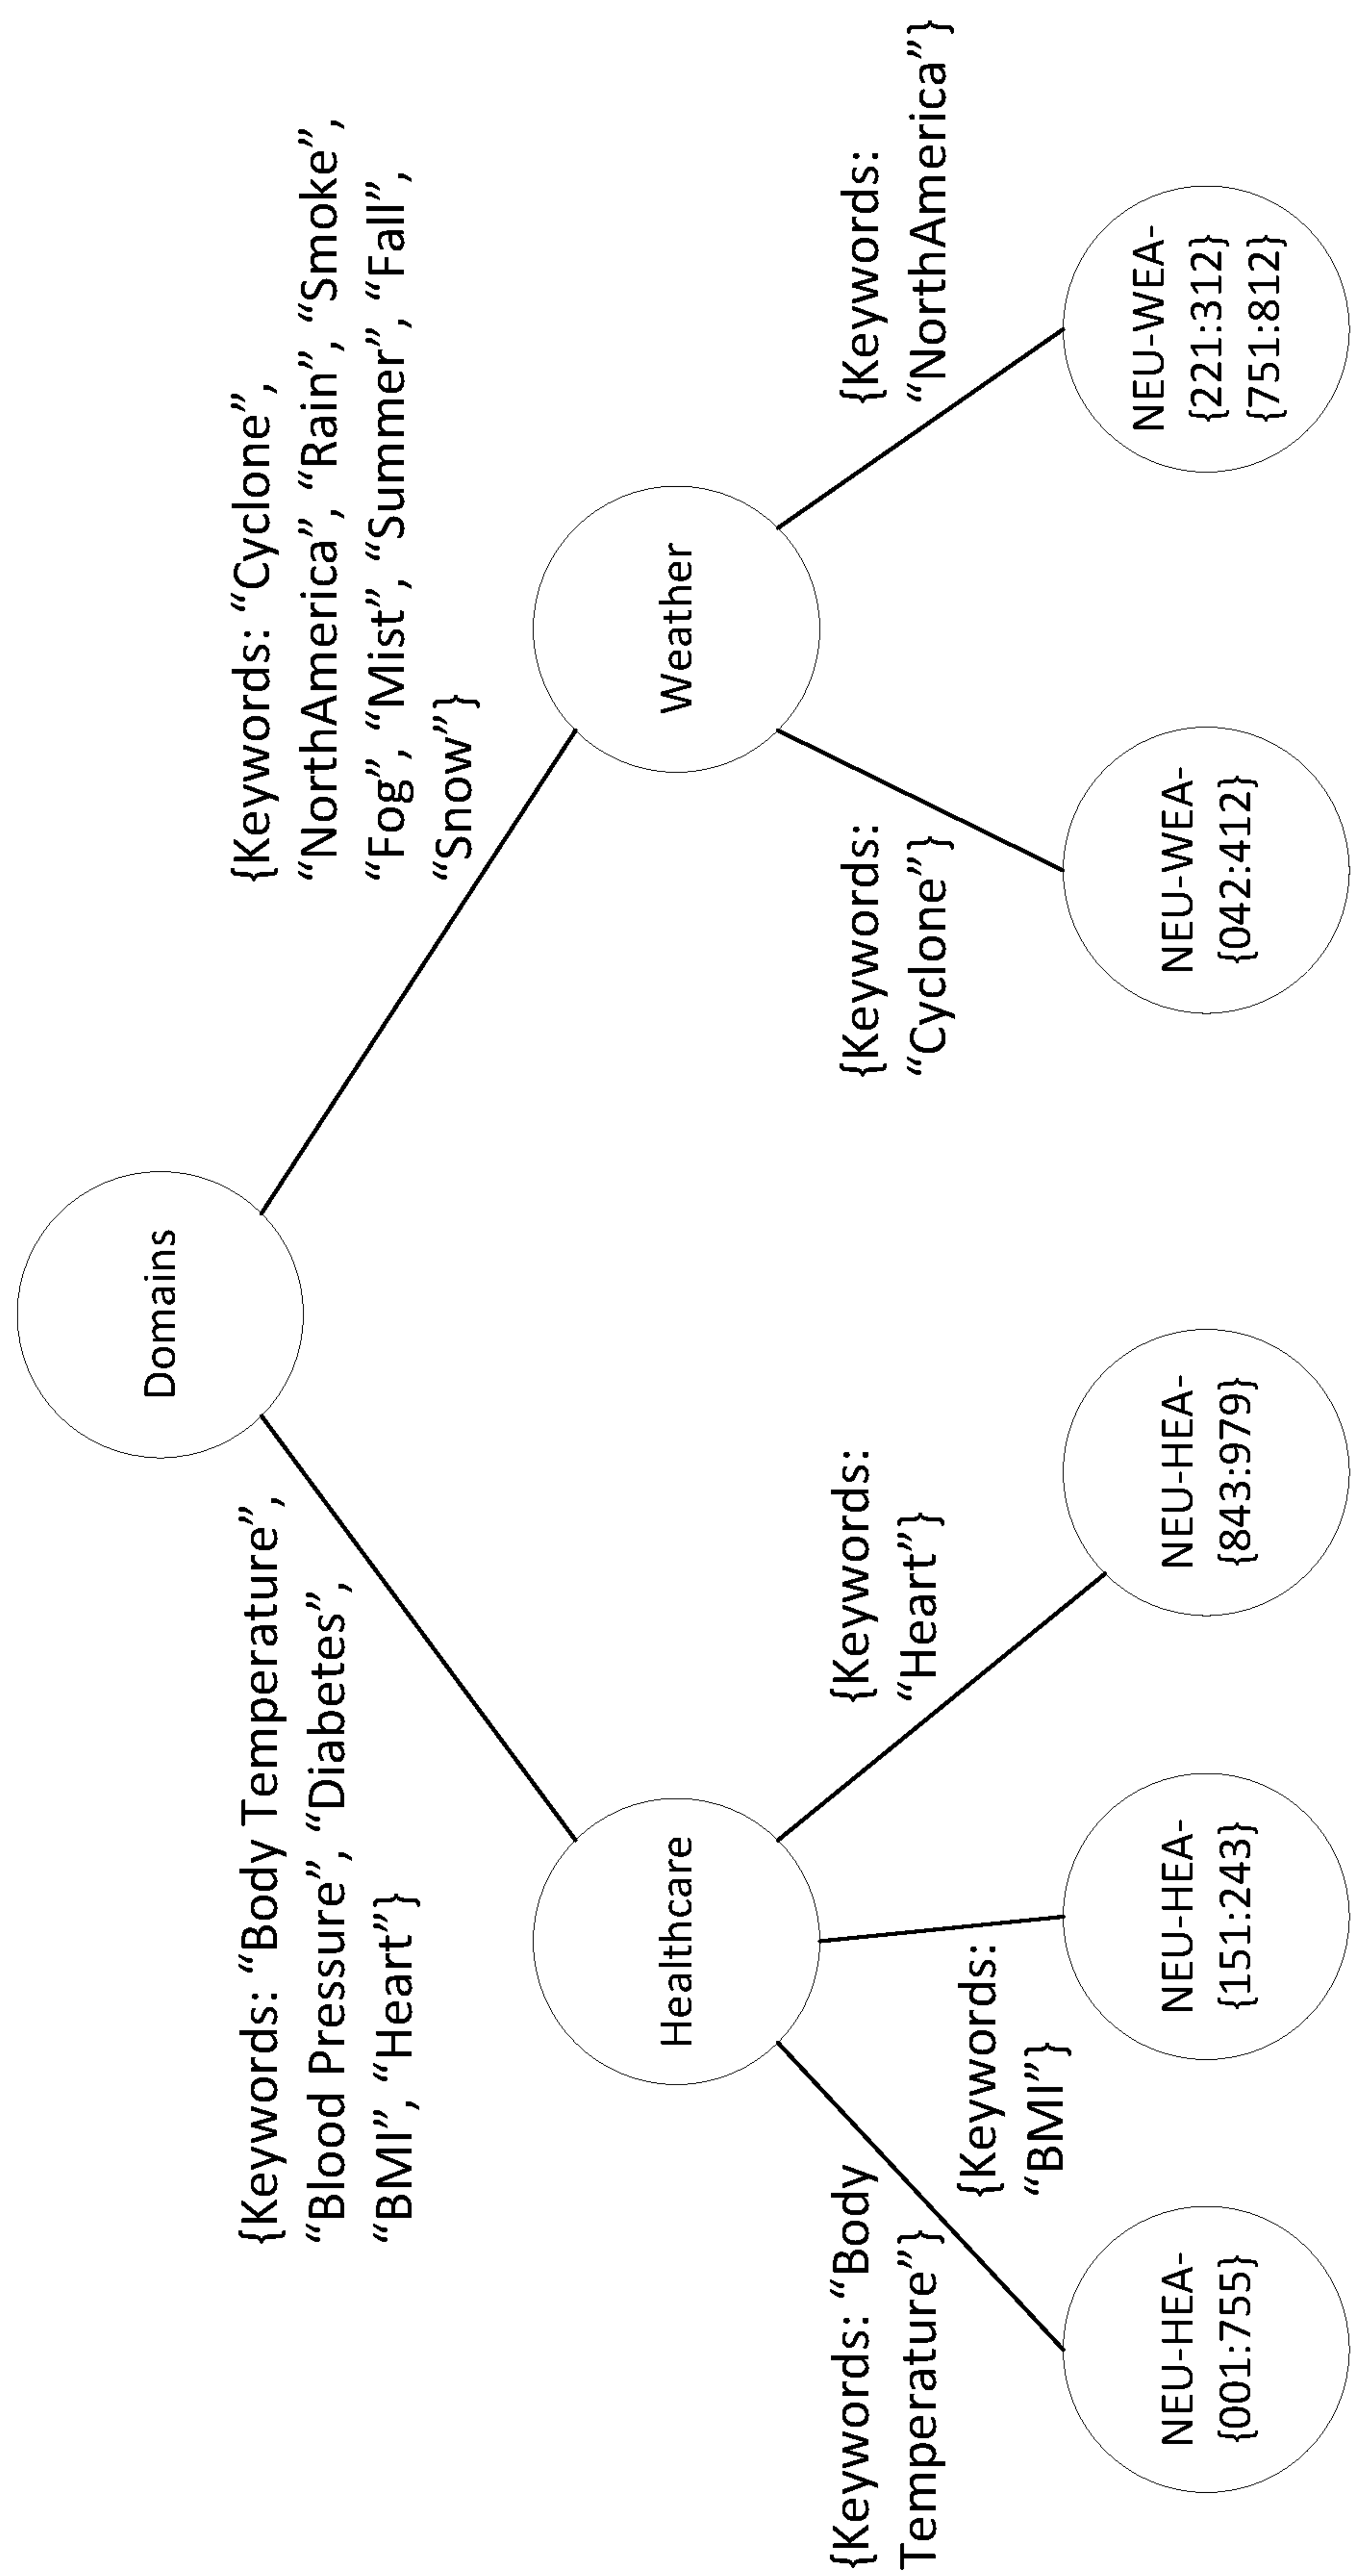 Domains
{Keywords: “Body Temperature”,
“Blood Pressure”, “Diabetes”,
“BMI”, “Heart”}
{Keywords: “Cyclone”,
“NorthAmerica”, “Rain”, “Smoke”,
“Fog”, “Mist”, “Summer”, “Fall”,
“Snow”}
Healthcare
Weather
{Keywords: “Body
Temperature”}
{Keywords:
“BMI”}
{Keywords:
“Heart”}
{Keywords:
“Cyclone”}
{Keywords:
“NorthAmerica”}
NEU-HEA-
{001:755}
NEU-HEA-
{151:243}
NEU-HEA-
{843:979}
NEU-WEA-
{042:412}
NEU-WEA-
{221:312}
{751:812}